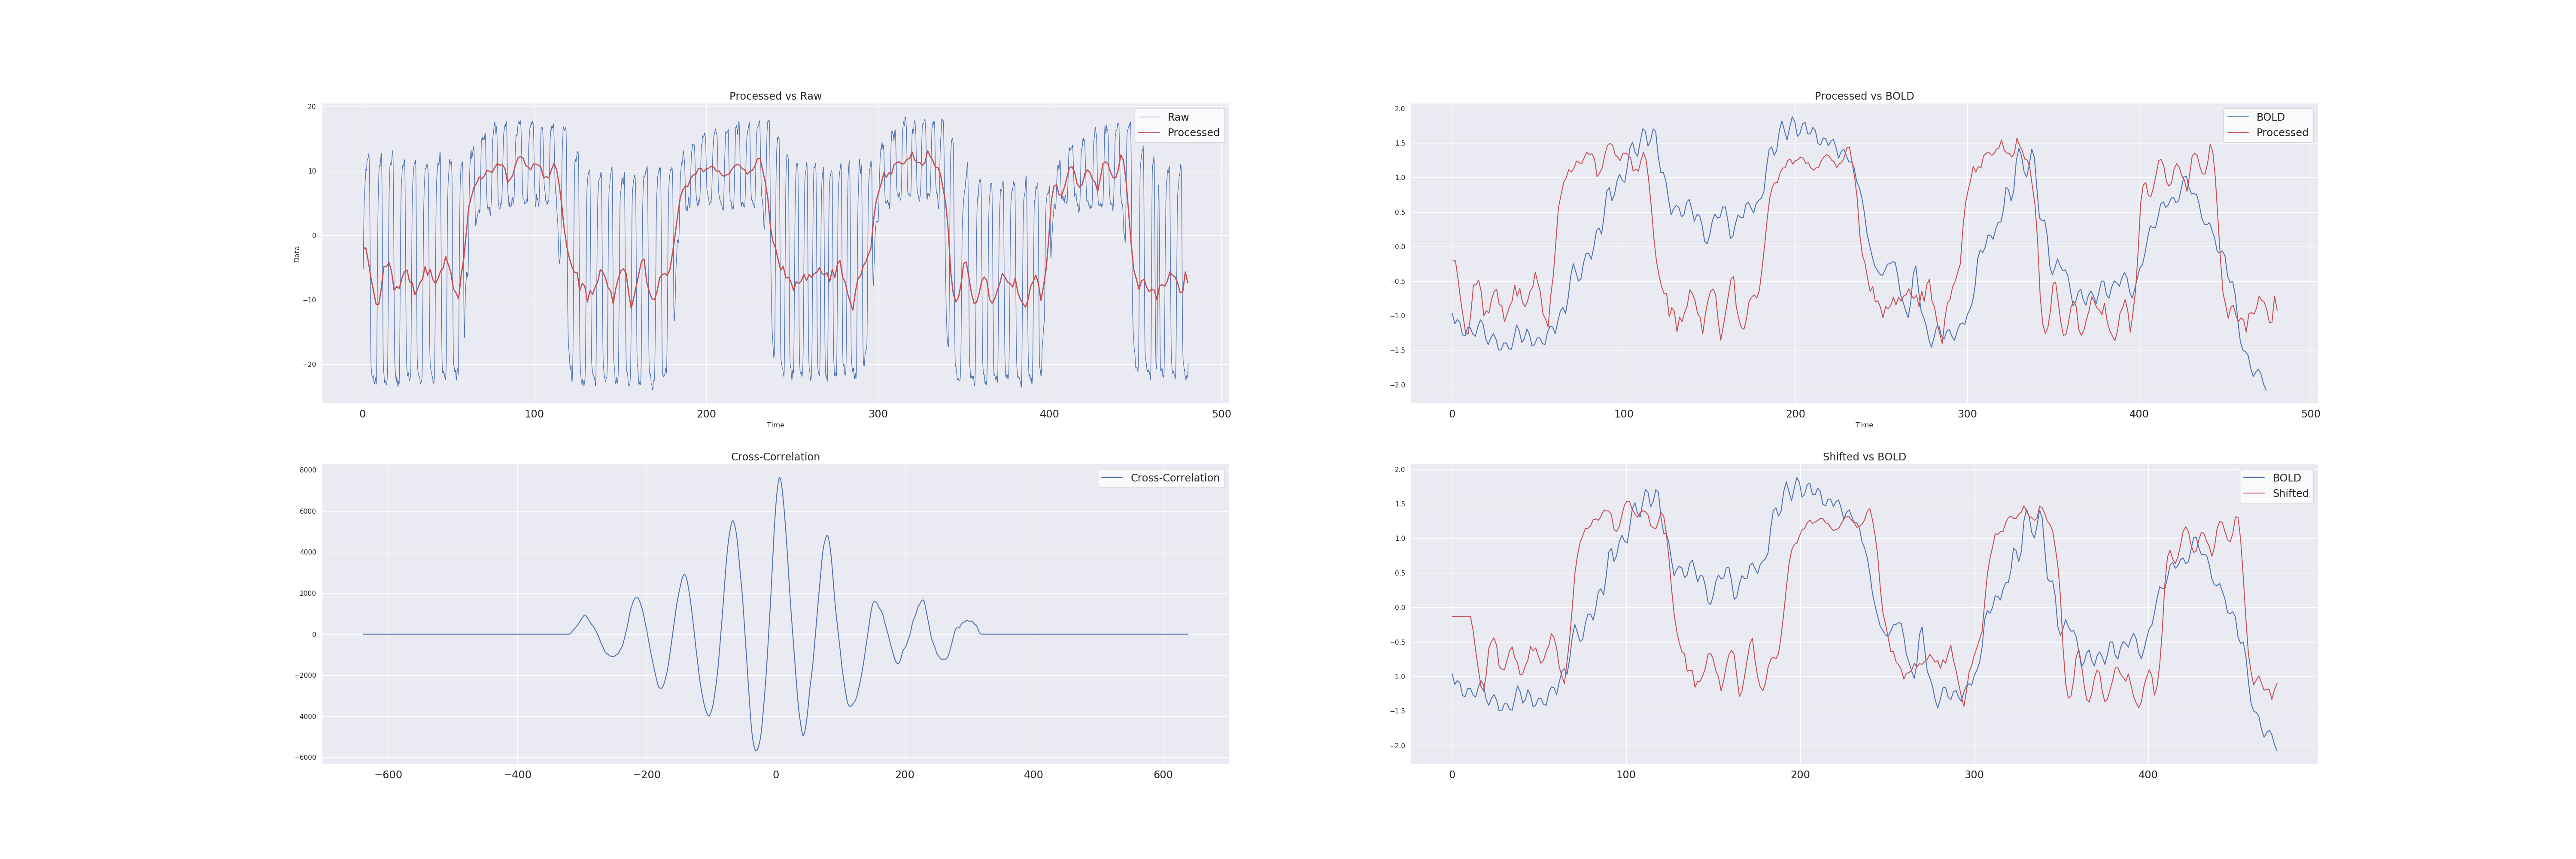 Processed vs Raw
20
10
0
−10
−20
Data
Raw
Processed
0 100 200 300 400 500
Time
Processed vs BOLD
2.0
1.5
1.0
0.5
0.0
−0.5
−1.0
−1.5
−2.0
BOLD
Processed
0 100 200 300 400 500
Time
Cross-Correlation
8000
6000
4000
2000
0
−2000
−4000
−6000
Cross-Correlation
−600 −400 −200 0 200 400 600
Shifted vs BOLD
2.0
1.5
1.0
0.5
0.0
−0.5
−1.0
−1.5
−2.0
BOLD
Shifted
0 100 200 300 400